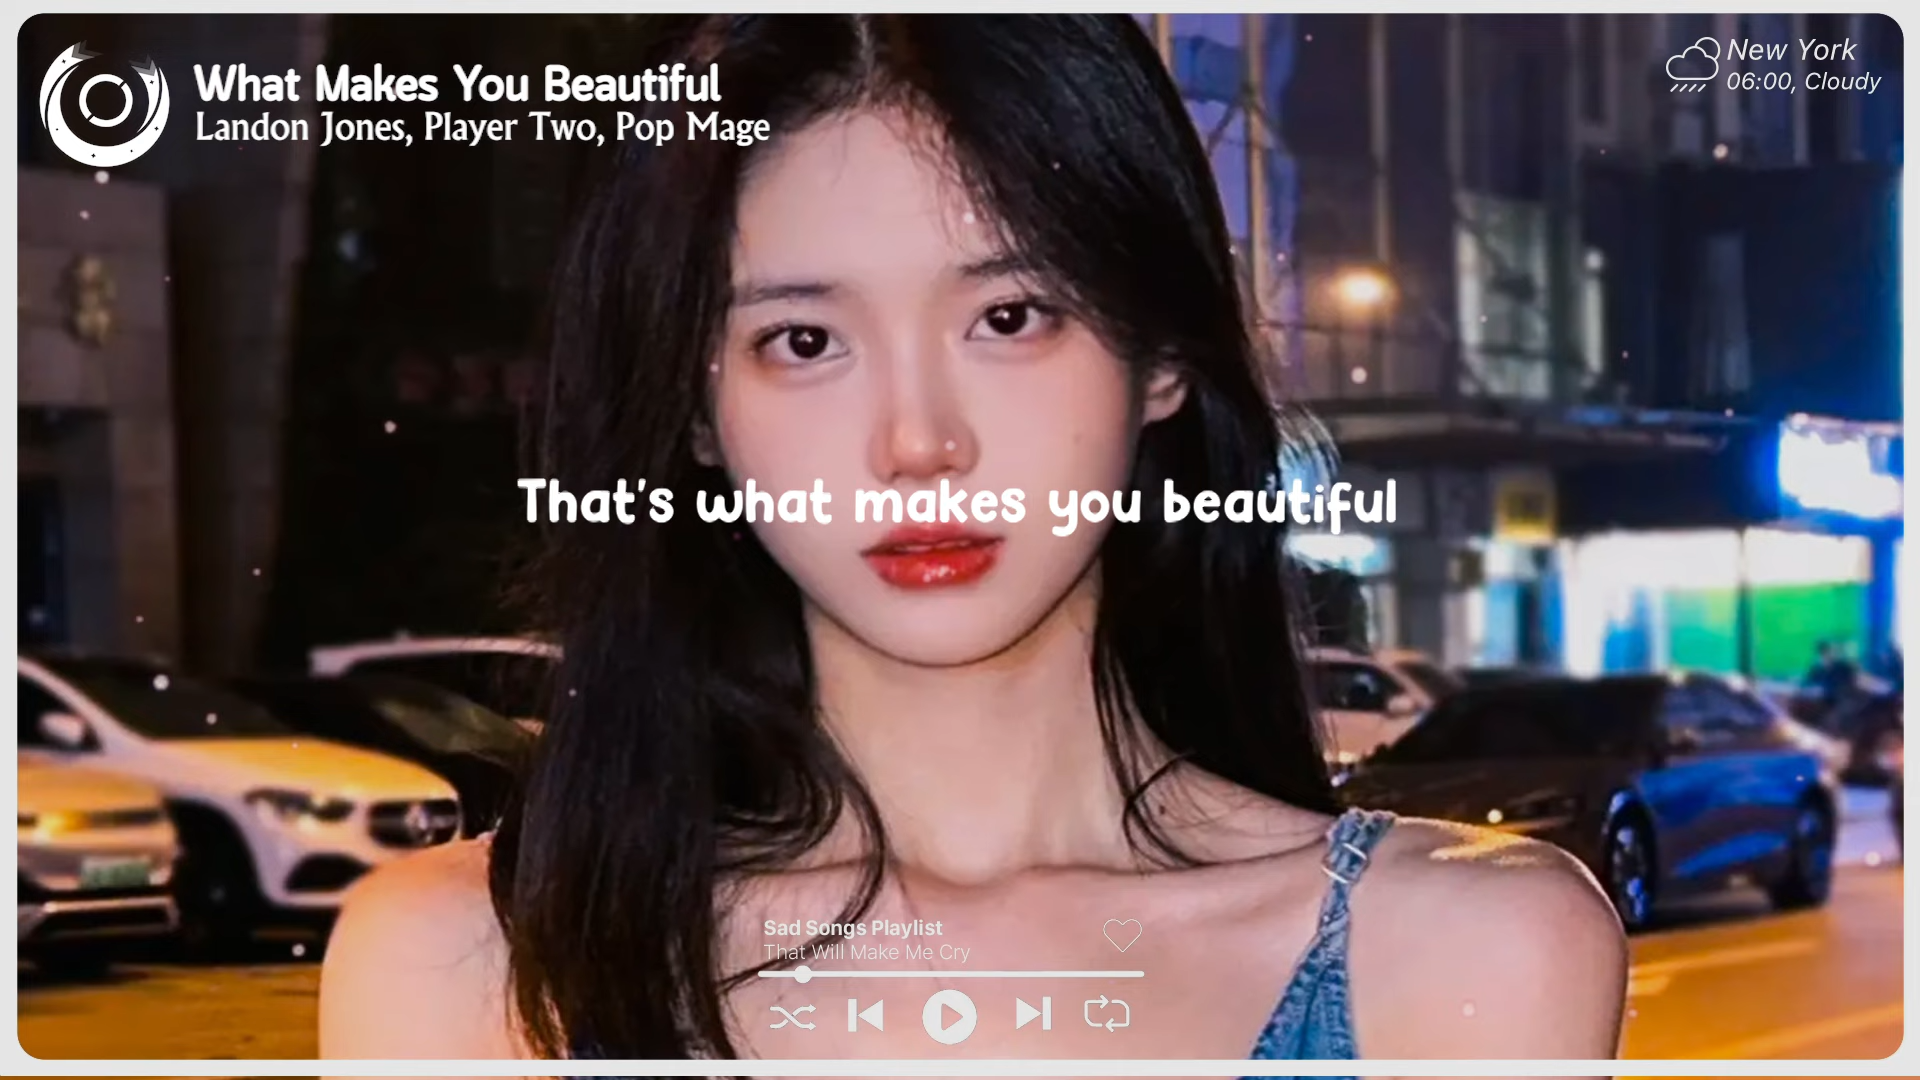 What Makes You Beautiful
Landon Jones, Player Two, Pop Mage
New York
06:00, Cloudy
That's what makes you beautiful
Sad Songs Playlist
That Will Make Me Cry